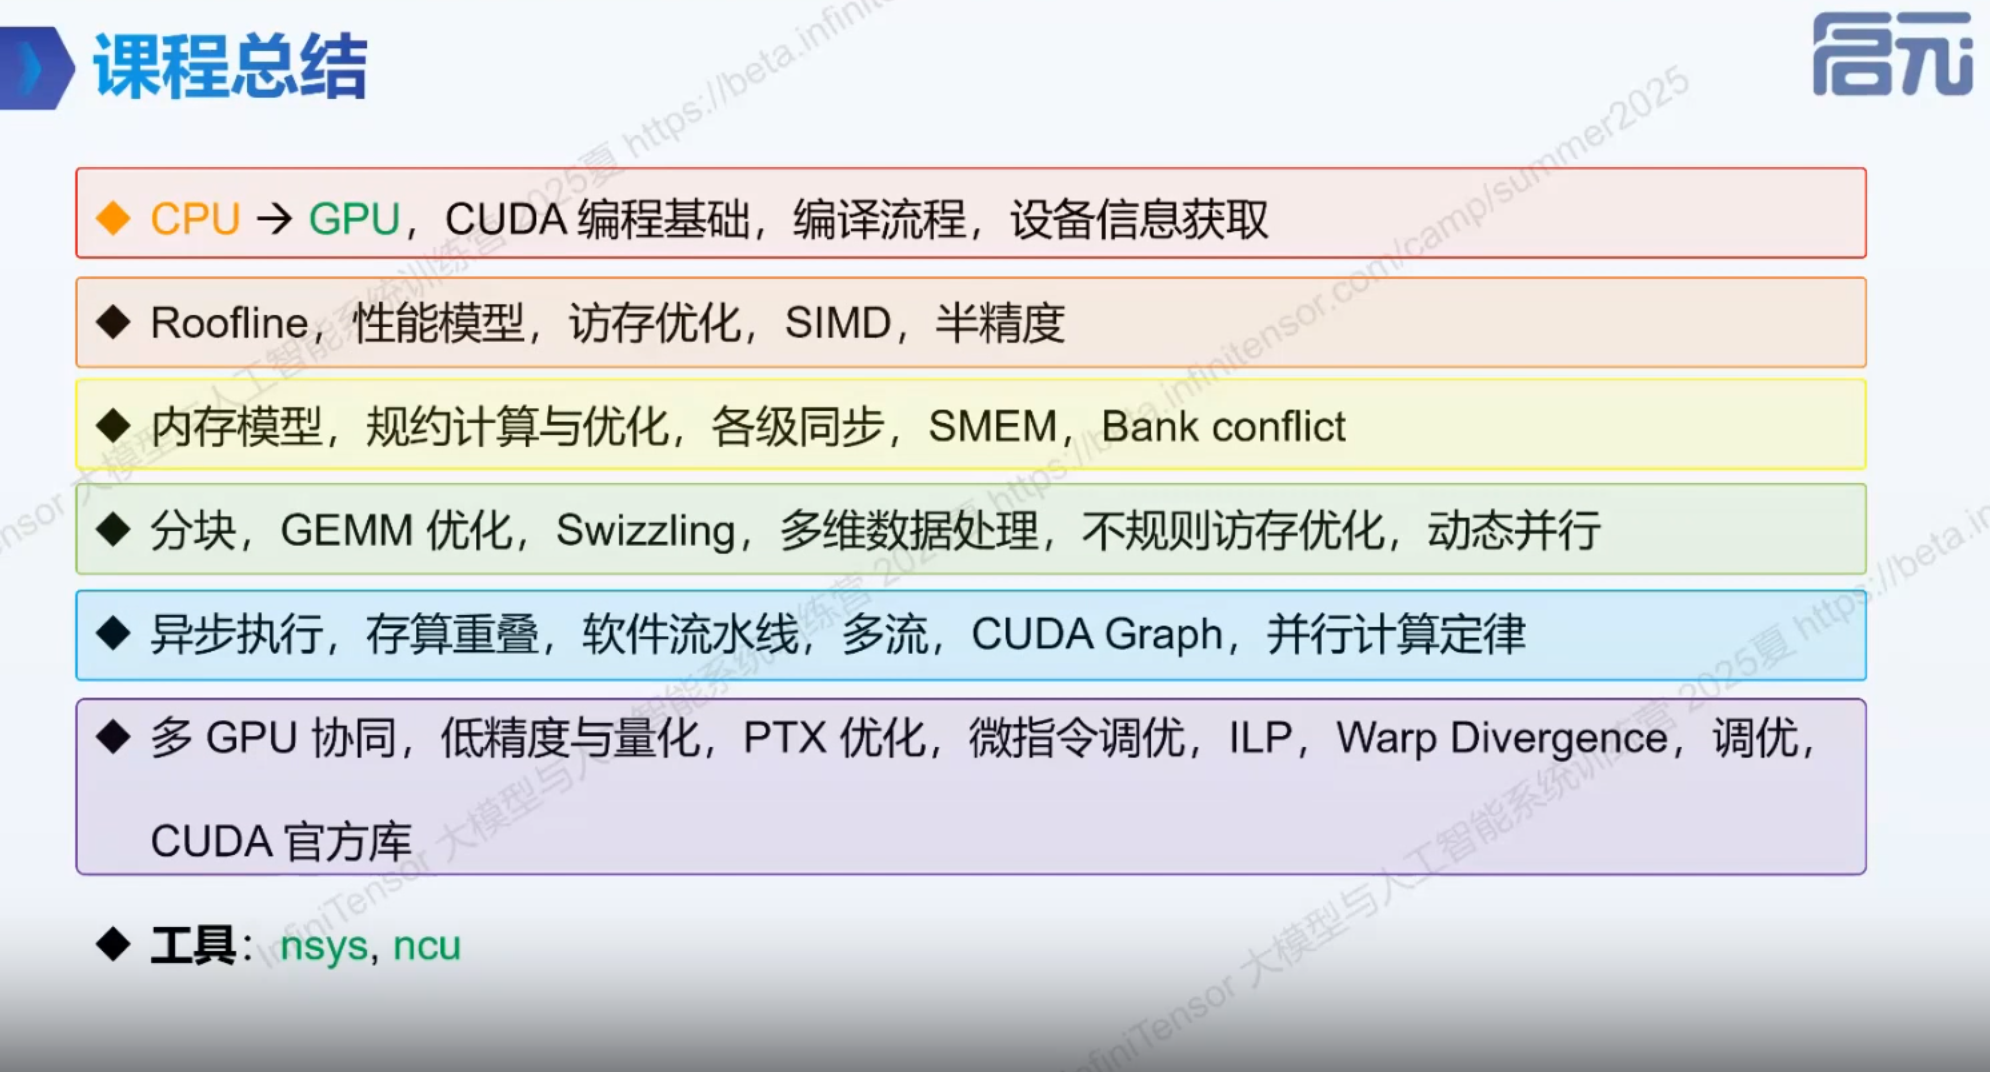 课程总结
启元
◆ CPU → GPU，CUDA 编程基础，编译流程，设备信息获取
◆ Roofline，性能模型，访存优化，SIMD，半精度
◆ 内存模型，规约计算与优化，各级同步，SMEM，Bank conflict
◆ 分块，GEMM 优化，Swizzling，多维数据处理，不规则访存优化，动态并行
◆ 异步执行，存算重叠，软件流水线，多流，CUDA Graph，并行计算定律
◆ 多 GPU 协同，低精度与量化，PTX 优化，微指令调优，ILP，Warp Divergence，调优，
CUDA 官方库
◆ 工具：nsys, ncu
InfiniTensor 大模型与人工智能系统训练营 2025夏 https://beta.infinitensor.com/camp/summer2025